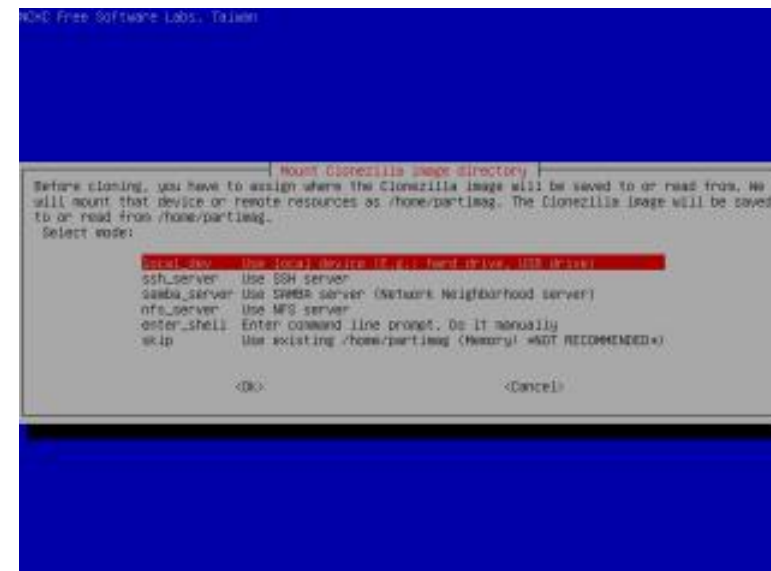 NCHC Free Software Labs, Taiwan
Mount Clonezilla image directory
Before cloning, you have to assign where the Clonezilla image will be saved to or read from. We
will mount that device or remote resources as /home/partimag. The Clonezilla image will be saved
to or read from /home/partimag.
Select mode:
local_dev Use local device (E.g.: hard drive, USB drive)
ssh_server Use SSH server
samba_server Use SAMBA server (Network Neighborhood server)
nfs_server Use NFS server
enter_shell Enter command line prompt. Do it manually
skip Use existing /home/partimag (Memory! *NOT RECOMMENDED*)
<Ok> <Cancel>